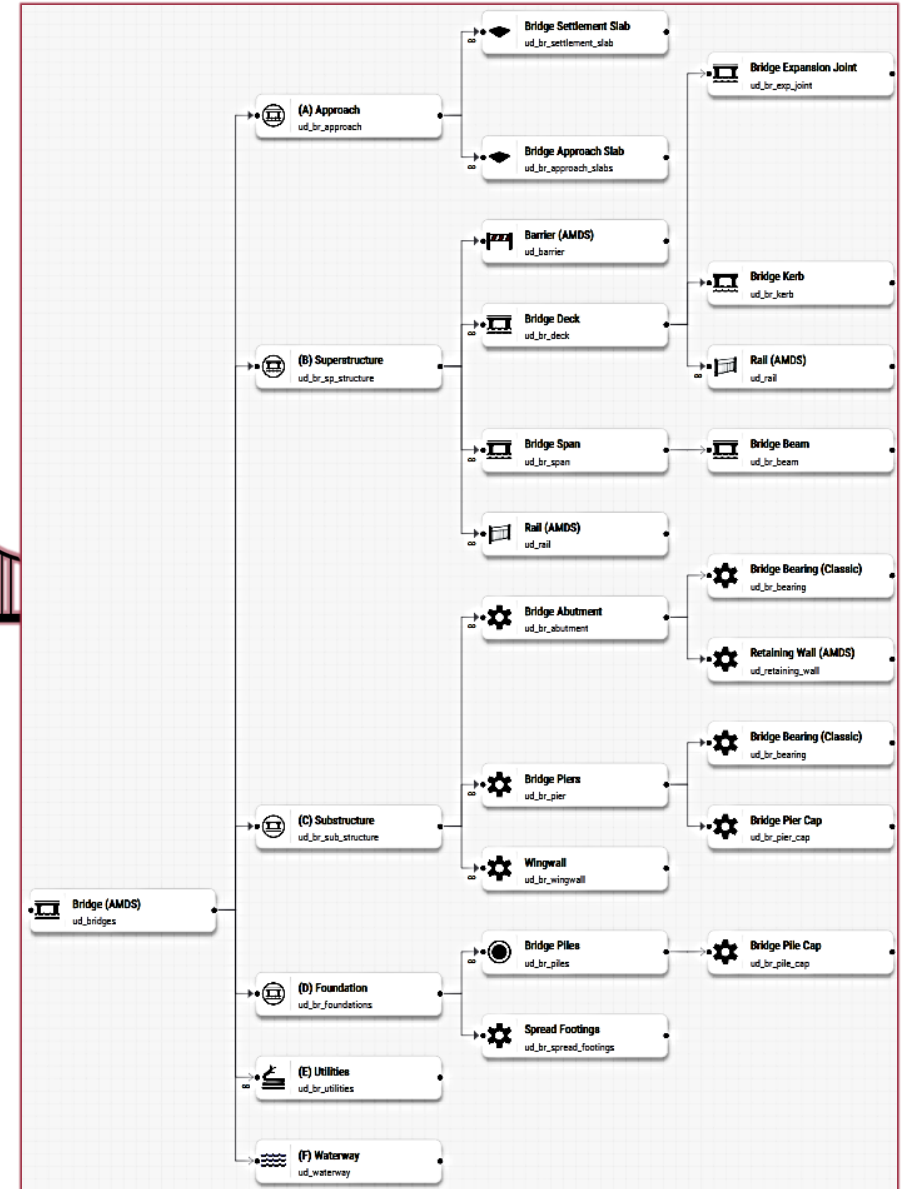 Bridge Settlement Slab
ud_br_settlement_slab
Bridge Expansion Joint
ud_br_exp_joint
(A) Approach
ud_br_approach
Bridge Approach Slab
ud_br_approach_slabs
Barrier (AMDS)
ud_barrier
Bridge Kerb
ud_br_kerb
Bridge Deck
ud_br_deck
(B) Superstructure
ud_br_sp_structure
Rail (AMDS)
ud_rail
Bridge Span
ud_br_span
Bridge Beam
ud_br_beam
Rail (AMDS)
ud_rail
Bridge Bearing (Classic)
ud_br_bearing
Bridge Abutment
ud_br_abutment
Retaining Wall (AMDS)
ud_retaining_wall
Bridge Bearing (Classic)
ud_br_bearing
Bridge Piers
ud_br_pier
(C) Substructure
ud_br_sub_structure
Bridge Pier Cap
ud_br_pier_cap
Wingwall
ud_br_wingwall
Bridge (AMDS)
ud_bridges
Bridge Piles
ud_br_piles
Bridge Pile Cap
ud_br_pile_cap
(D) Foundation
ud_br_foundations
Spread Footings
ud_br_spread_footings
(E) Utilities
ud_br_utilities
(F) Waterway
ud_waterway